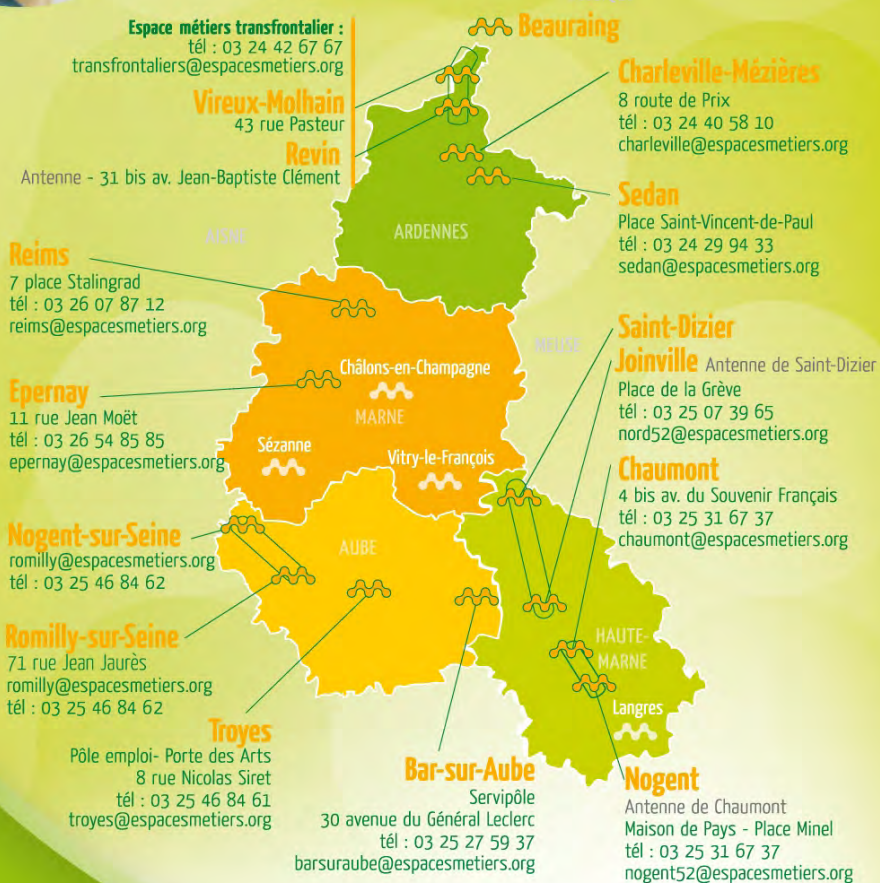 Espace métiers transfrontalier :
tél : 03 24 42 67 67
transfrontaliers@espacesmetiers.org
Vireux-Molhain
43 rue Pasteur
Revin
Antenne - 31 bis av. Jean-Baptiste Clément
Beauraing
Charleville-Mézières
8 route de Prix
tél : 03 24 40 58 10
charleville@espacesmetiers.org
Sedan
Place Saint-Vincent-de-Paul
tél : 03 24 29 94 33
sedan@espacesmetiers.org
AISNE
ARDENNES
Reims
7 place Stalingrad
tél : 03 26 07 87 12
reims@espacesmetiers.org
MEUSE
Saint-Dizier
Joinville Antenne de Saint-Dizier
Place de la Grève
tél : 03 25 07 39 65
nord52@espacesmetiers.org
Epernay
11 rue Jean Moët
tél : 03 26 54 85 85
epernay@espacesmetiers.org
Châlons-en-Champagne
MARNE
Sézanne
Vitry-le-François
Chaumont
4 bis av. du Souvenir Français
tél : 03 25 31 67 37
chaumont@espacesmetiers.org
Nogent-sur-Seine
romilly@espacesmetiers.org
tél : 03 25 46 84 62
AUBE
Romilly-sur-Seine
71 rue Jean Jaurès
romilly@espacesmetiers.org
tél : 03 25 46 84 62
HAUTE-
MARNE
Langres
Troyes
Pôle emploi- Porte des Arts
8 rue Nicolas Siret
tél : 03 25 46 84 61
troyes@espacesmetiers.org
Bar-sur-Aube
Servipôle
30 avenue du Général Leclerc
tél : 03 25 27 59 37
barsuraube@espacesmetiers.org
Nogent
Antenne de Chaumont
Maison de Pays - Place Minel
tél : 03 25 31 67 37
nogent52@espacesmetiers.org